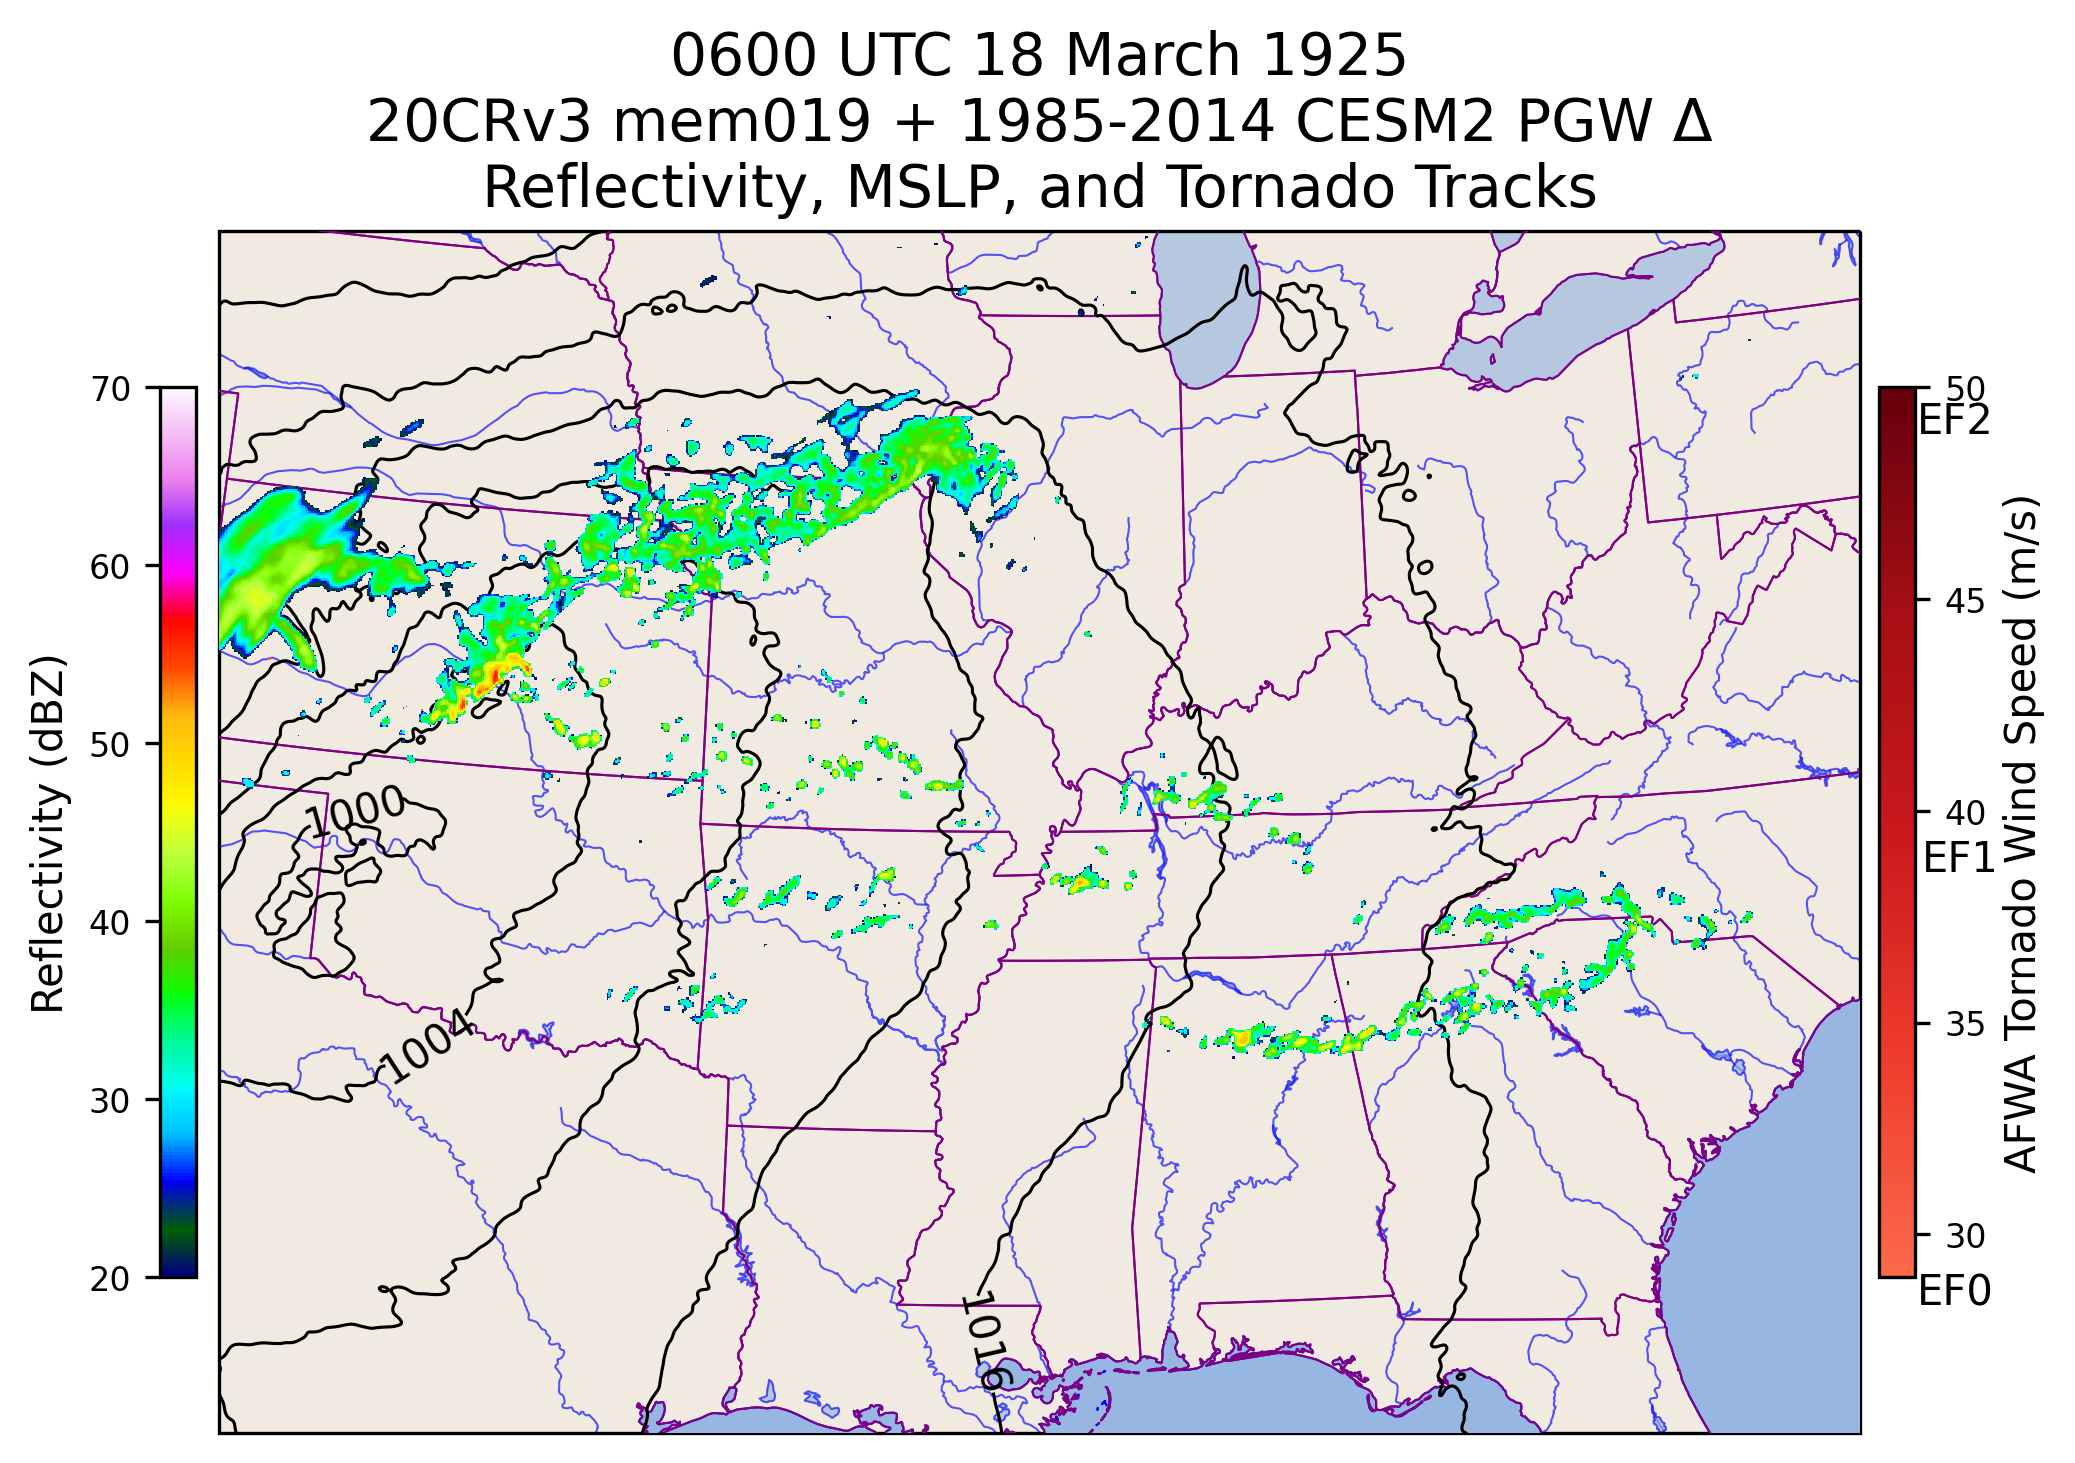 0600 UTC 18 March 1925
20CRv3 mem019 + 1985-2014 CESM2 PGW Δ
Reflectivity, MSLP, and Tornado Tracks
70
60
50
40
30
20
Reflectivity (dBZ)
1000
1004
1016
50
EF2
45
40
EF1
35
30
EF0
AFWA Tornado Wind Speed (m/s)